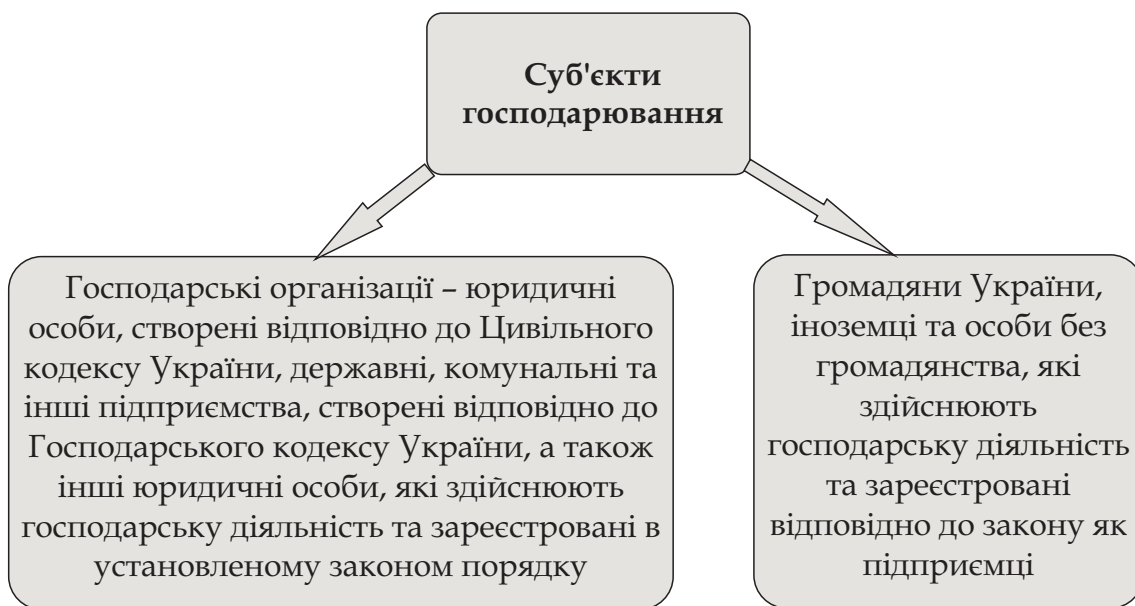 Суб'єкти
господарювання
Господарські організації – юридичні
особи, створені відповідно до Цивільного
кодексу України, державні, комунальні та
інші підприємства, створені відповідно до
Господарського кодексу України, а також
інші юридичні особи, які здійснюють
господарську діяльність та зареєстровані в
установленому законом порядку
Громадяни України,
іноземці та особи без
громадянства, які
здійснюють
господарську діяльність
та зареєстровані
відповідно до закону як
підприємці